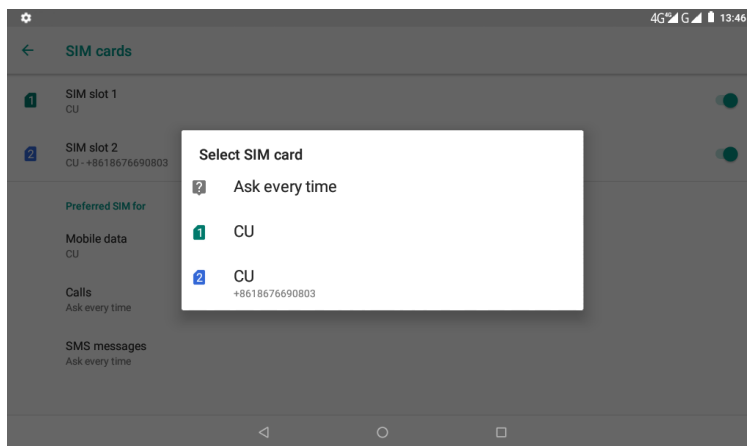 4G 4G G 13:46
SIM cards
1 SIM slot 1
CU
2 SIM slot 2
CU - +8618676690803
Preferred SIM for
Mobile data
CU
Calls
Ask every time
SMS messages
Ask every time
Select SIM card
? Ask every time
1 CU
2 CU
+8618676690803